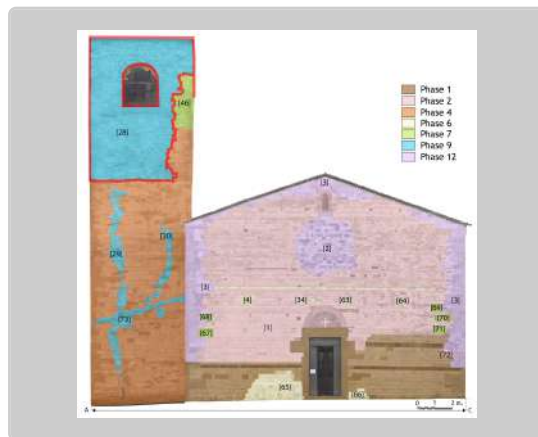 [46]
Phase 1
Phase 2
Phase 4
Phase 6
Phase 7
Phase 9
Phase 12
[28]
[3]
[30]
[2]
[29]
[3]
[4]
[34]
[63]
[64]
[3]
[69]
[68]
[70]
[73]
[1]
[71]
[67]
[72]
[65]
[66]
0 1 2 m
A
C